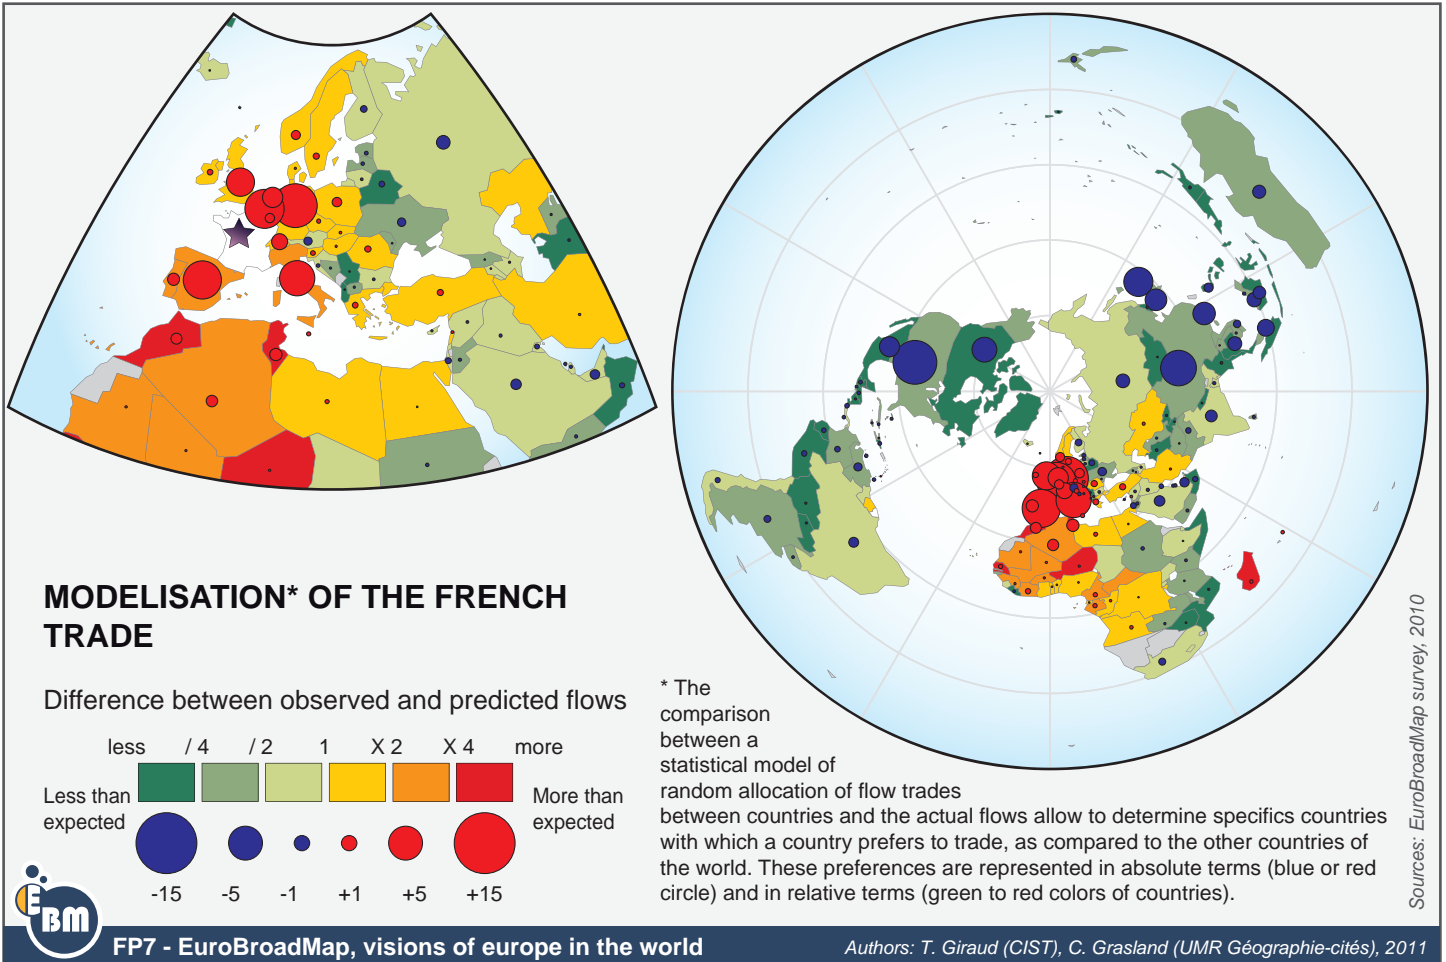 MODELISATION* OF THE FRENCH
TRADE
Difference between observed and predicted flows
less / 4 / 2 1 X 2 X 4 more
Less than
expected
More than
expected
-15 -5 -1 +1 +5 +15
* The
comparison
between a
statistical model of
random allocation of flow trades
between countries and the actual flows allow to determine specifics countries
with which a country prefers to trade, as compared to the other countries of
the world. These preferences are represented in absolute terms (blue or red
circle) and in relative terms (green to red colors of countries).
Sources: EuroBroadMap survey, 2010
EBM
FP7 - EuroBroadMap, visions of europe in the world
Authors: T. Giraud (CIST), C. Grasland (UMR Géographie-cités), 2011